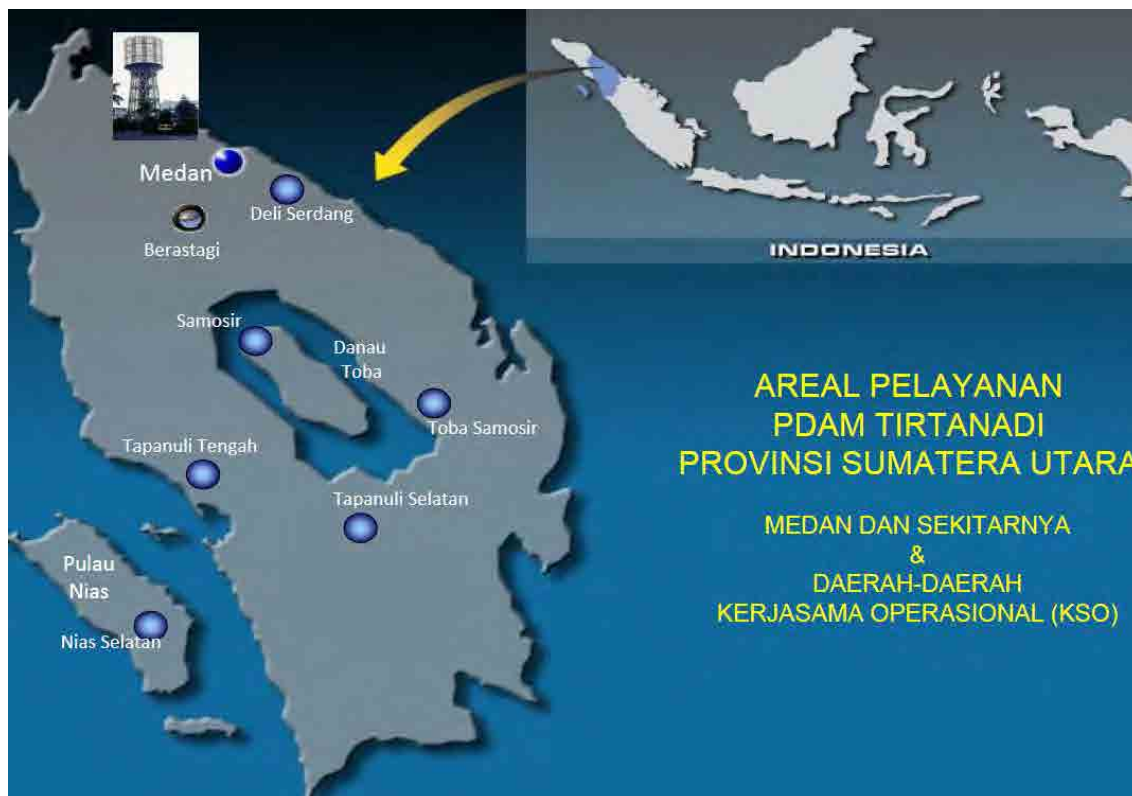 Medan
Deli Serdang
Berastagi
Samosir
Danau
Toba
Toba Samosir
Tapanuli Tengah
Tapanuli Selatan
Pulau
Nias
Nias Selatan
INDONESIA
AREAL PELAYANAN
PDAM TIRTANADI
PROVINSI SUMATERA UTARA
MEDAN DAN SEKITARNYA
&
DAERAH-DAERAH
KERJASAMA OPERASIONAL (KSO)